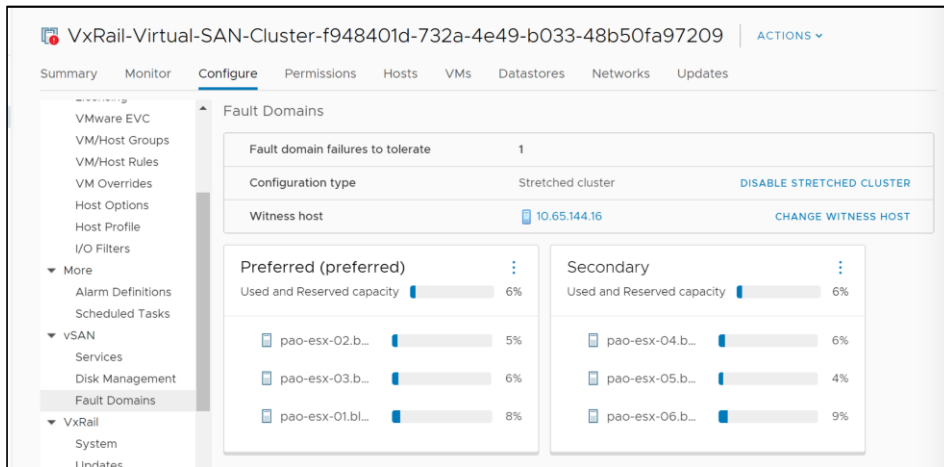 VxRail-Virtual-SAN-Cluster-f948401d-732a-4e49-b033-48b50fa97209
ACTIONS
Summary Monitor Configure Permissions Hosts VMs Datastores Networks Updates
Licensing
VMware EVC
VM/Host Groups
VM/Host Rules
VM Overrides
Host Options
Host Profile
I/O Filters
More
Alarm Definitions
Scheduled Tasks
vSAN
Services
Disk Management
Fault Domains
VxRail
System
Updates
Fault Domains
Fault domain failures to tolerate 1
Configuration type Stretched cluster DISABLE STRETCHED CLUSTER
Witness host 10.65.144.16 CHANGE WITNESS HOST
Preferred (preferred)
Used and Reserved capacity 6%
pao-esx-02.b... 5%
pao-esx-03.b... 6%
pao-esx-01.bl... 8%
Secondary
Used and Reserved capacity 6%
pao-esx-04.b... 6%
pao-esx-05.b... 4%
pao-esx-06.b... 9%